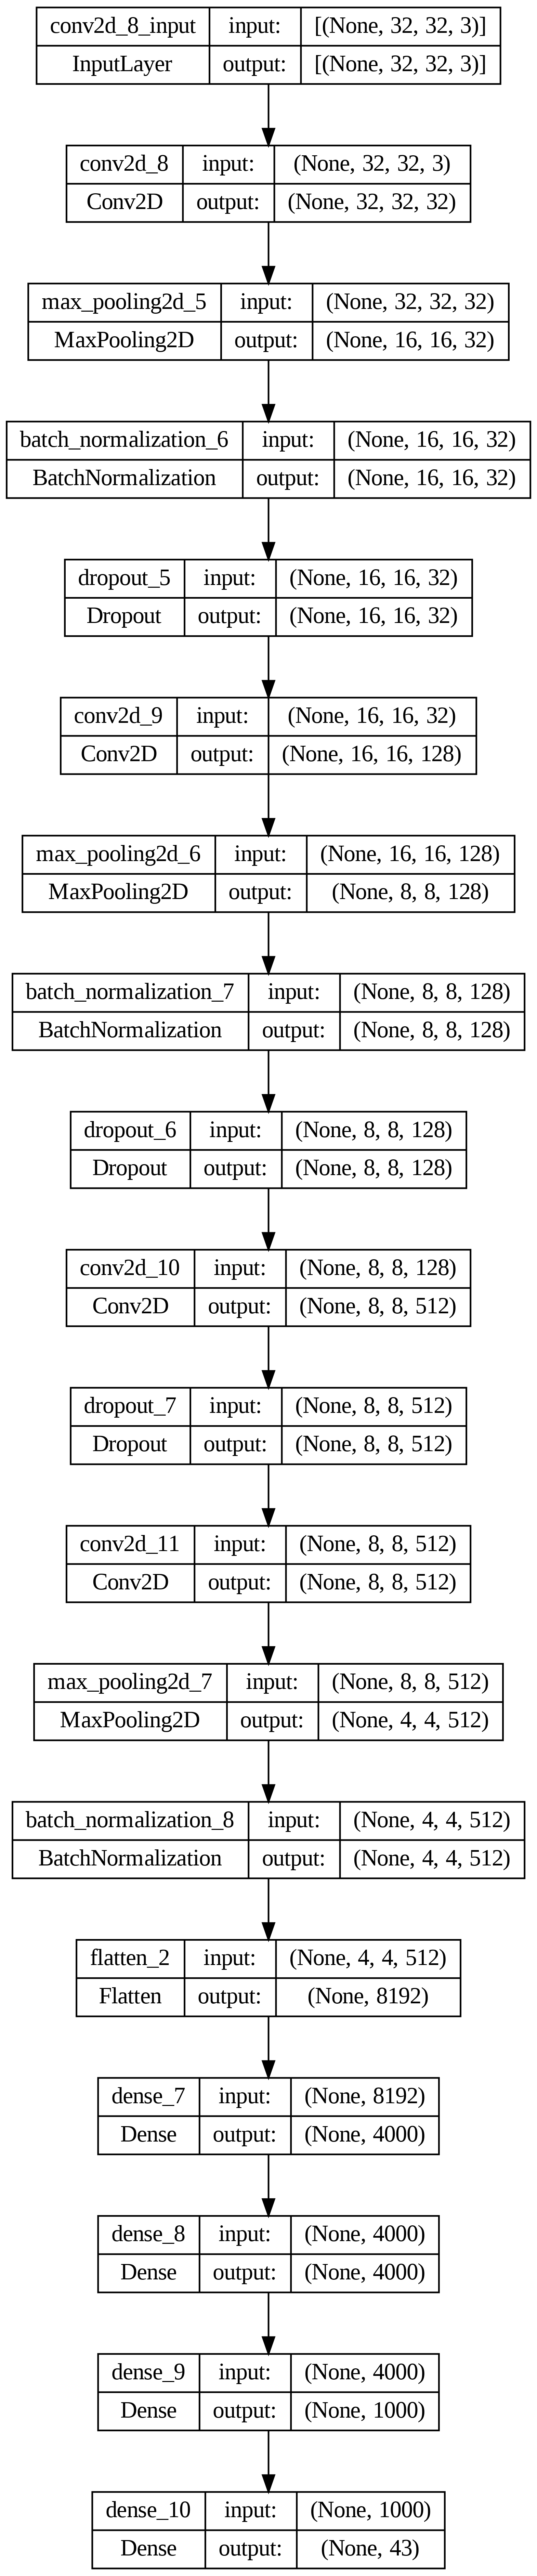 conv2d_8_input input: [(None, 32, 32, 3)]
InputLayer output: [(None, 32, 32, 3)]
conv2d_8 input: (None, 32, 32, 3)
Conv2D output: (None, 32, 32, 32)
max_pooling2d_5 input: (None, 32, 32, 32)
MaxPooling2D output: (None, 16, 16, 32)
batch_normalization_6 input: (None, 16, 16, 32)
BatchNormalization output: (None, 16, 16, 32)
dropout_5 input: (None, 16, 16, 32)
Dropout output: (None, 16, 16, 32)
conv2d_9 input: (None, 16, 16, 32)
Conv2D output: (None, 16, 16, 128)
max_pooling2d_6 input: (None, 16, 16, 128)
MaxPooling2D output: (None, 8, 8, 128)
batch_normalization_7 input: (None, 8, 8, 128)
BatchNormalization output: (None, 8, 8, 128)
dropout_6 input: (None, 8, 8, 128)
Dropout output: (None, 8, 8, 128)
conv2d_10 input: (None, 8, 8, 128)
Conv2D output: (None, 8, 8, 512)
dropout_7 input: (None, 8, 8, 512)
Dropout output: (None, 8, 8, 512)
conv2d_11 input: (None, 8, 8, 512)
Conv2D output: (None, 8, 8, 512)
max_pooling2d_7 input: (None, 8, 8, 512)
MaxPooling2D output: (None, 4, 4, 512)
batch_normalization_8 input: (None, 4, 4, 512)
BatchNormalization output: (None, 4, 4, 512)
flatten_2 input: (None, 4, 4, 512)
Flatten output: (None, 8192)
dense_7 input: (None, 8192)
Dense output: (None, 4000)
dense_8 input: (None, 4000)
Dense output: (None, 4000)
dense_9 input: (None, 4000)
Dense output: (None, 1000)
dense_10 input: (None, 1000)
Dense output: (None, 43)